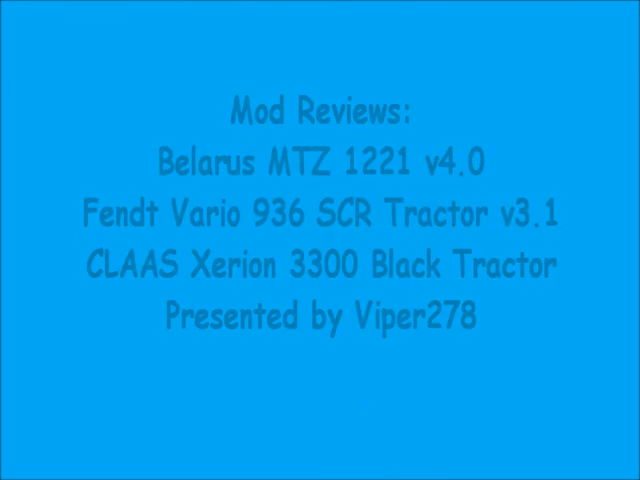 Mod Reviews:
Belarus MTZ 1221 v4.0
Fendt Vario 936 SCR Tractor v3.1
CLAAS Xerion 3300 Black Tractor
Presented by Viper278